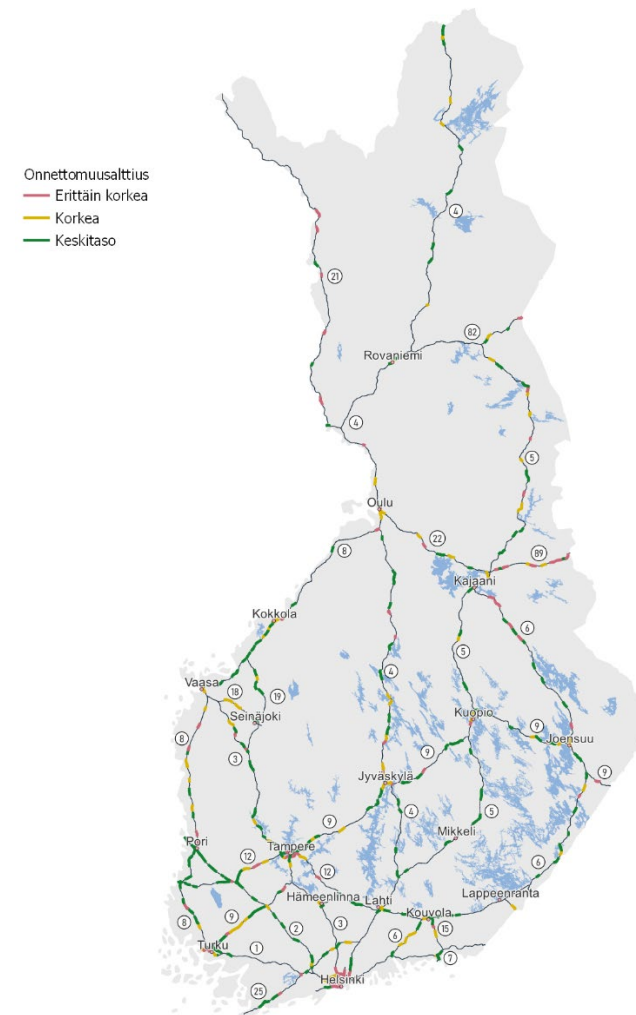 Onnettomuusalttius
Erittäin korkea
Korkea
Keskitaso
4
21
82
Rovaniemi
4
5
Oulu
22
8
89
Kajaani
Kokkola
6
5
Vaasa
18
19
4
Kuopio
Seinäjoki
9
Joensuu
8
3
9
9
Jyväskylä
4
5
9
Mikkeli
Pori
Tampere
12
12
6
Lappeenranta
Hämeenlinna
Lahti
Kouvola
8
9
2
3
6
15
Turku
1
7
Helsinki
25